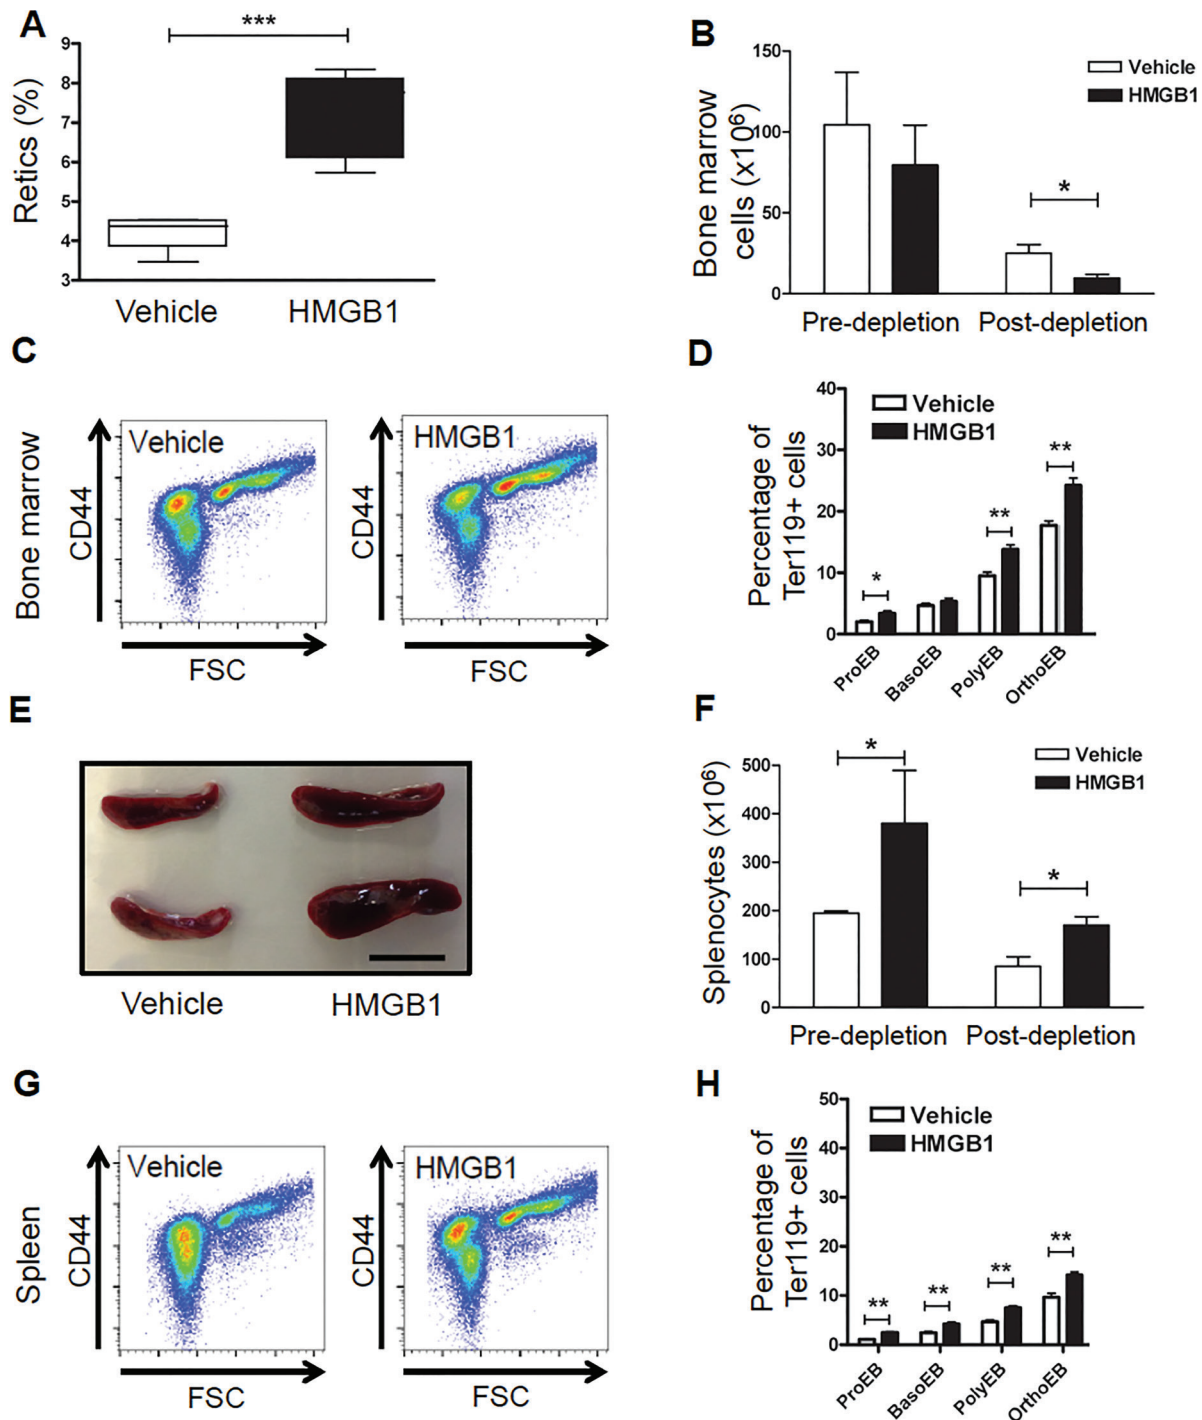 A
***
Retics (%)
9
8
7
6
5
4
3
Vehicle
HMGB1
B
Bone marrow
cells (x10⁶)
150
100
50
0
Vehicle
HMGB1
*
Pre-depletion
Post-depletion
C
Bone marrow
CD44
Vehicle
FSC
CD44
HMGB1
FSC
D
Percentage of
Ter119+ cells
40
30
20
10
0
Vehicle
HMGB1
*
**
**
ProEB
BasoEB
PolyEB
OrthoEB
E
Vehicle
HMGB1
F
Splenocytes (x10⁶)
500
400
300
200
100
0
Vehicle
HMGB1
*
*
Pre-depletion
Post-depletion
G
Spleen
CD44
Vehicle
FSC
CD44
HMGB1
FSC
H
Percentage of
Ter119+ cells
50
40
30
20
10
0
Vehicle
HMGB1
**
**
**
**
ProEB
BasoEB
PolyEB
OrthoEB